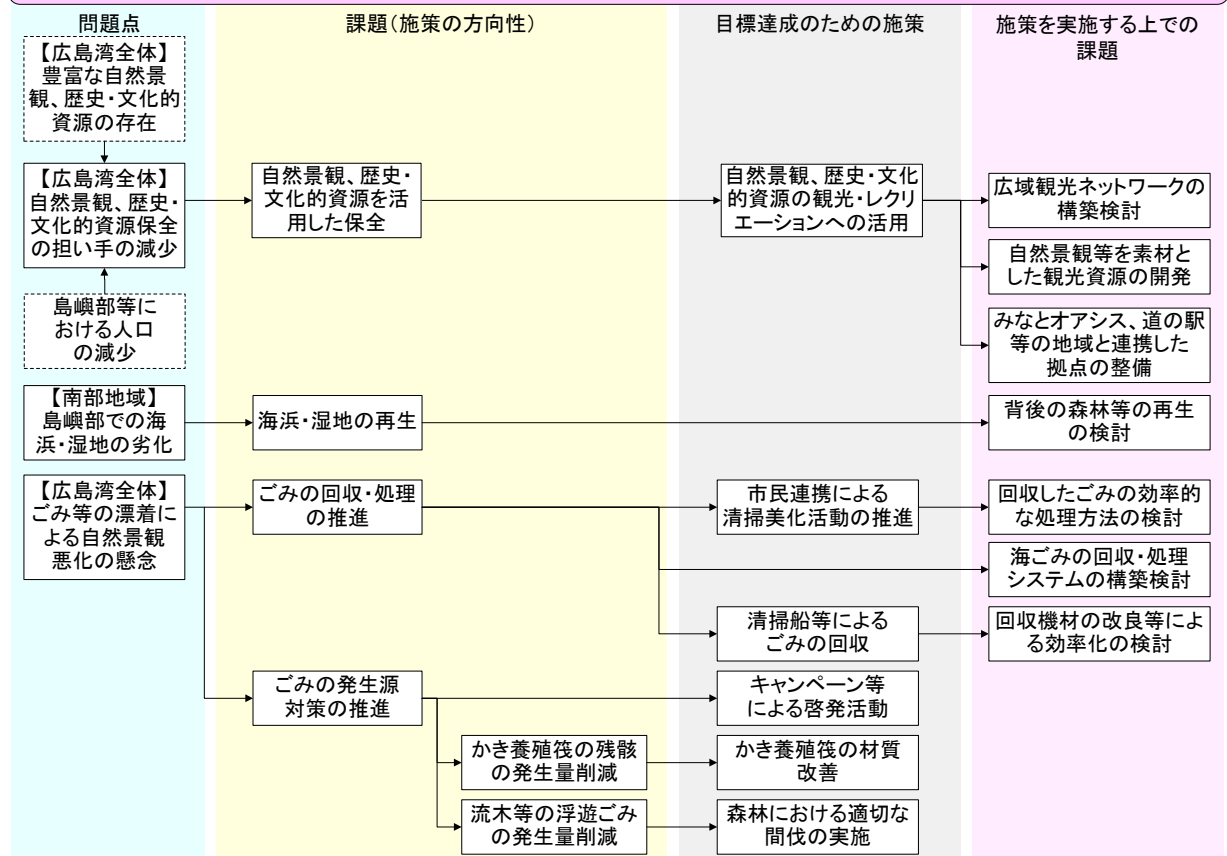 問題点
課題(施策の方向性)
目標達成のための施策
施策を実施する上での
課題
【広島湾全体】
豊富な自然景
観、歴史・文化的
資源の存在
【広島湾全体】
自然景観、歴史・
文化的資源保全
の担い手の減少
自然景観、歴史・
文化的資源を活
用した保全
自然景観、歴史・文化
的資源の観光・レクリ
エーションへの活用
広域観光ネットワークの
構築検討
自然景観等を素材と
した観光資源の開発
島嶼部等に
おける人口
の減少
みなとオアシス、道の駅
等の地域と連携した
拠点の整備
【南部地域】
島嶼部での海
浜・湿地の劣化
海浜・湿地の再生
背後の森林等の再生
の検討
【広島湾全体】
ごみ等の漂着に
よる自然景観
悪化の懸念
ごみの回収・処理
の推進
市民連携による
清掃美化活動の推進
回収したごみの効率的
な処理方法の検討
海ごみの回収・処理
システムの構築検討
清掃船等による
ごみの回収
回収機材の改良等によ
る効率化の検討
ごみの発生源
対策の推進
キャンペーン等
による啓発活動
かき養殖筏の残骸
の発生量削減
かき養殖筏の材質
改善
流木等の浮遊ごみ
の発生量削減
森林における適切な
間伐の実施